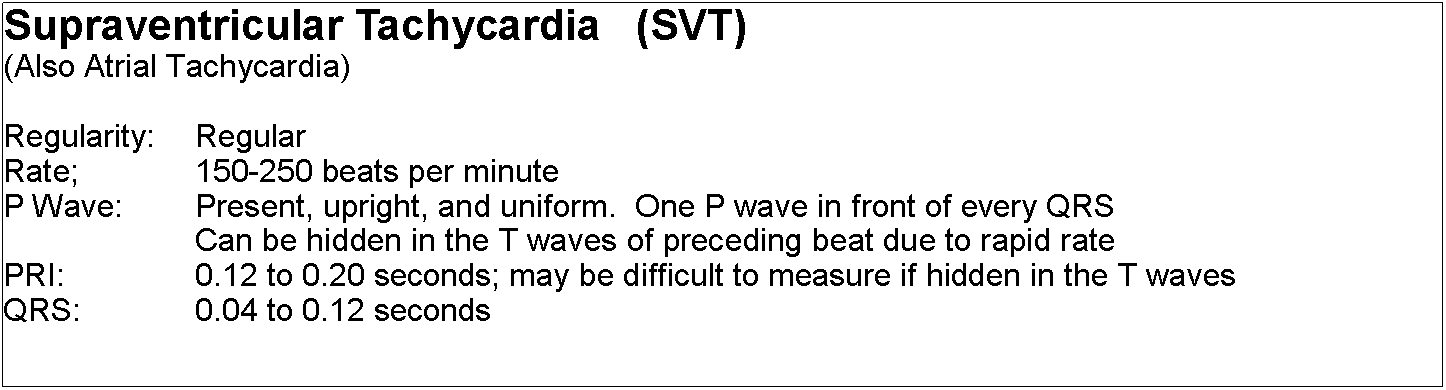 Supraventricular Tachycardia (SVT)
(Also Atrial Tachycardia)
Regularity: Regular
Rate; 150-250 beats per minute
P Wave: Present, upright, and uniform. One P wave in front of every QRS
Can be hidden in the T waves of preceding beat due to rapid rate
PRI: 0.12 to 0.20 seconds; may be difficult to measure if hidden in the T waves
QRS: 0.04 to 0.12 seconds